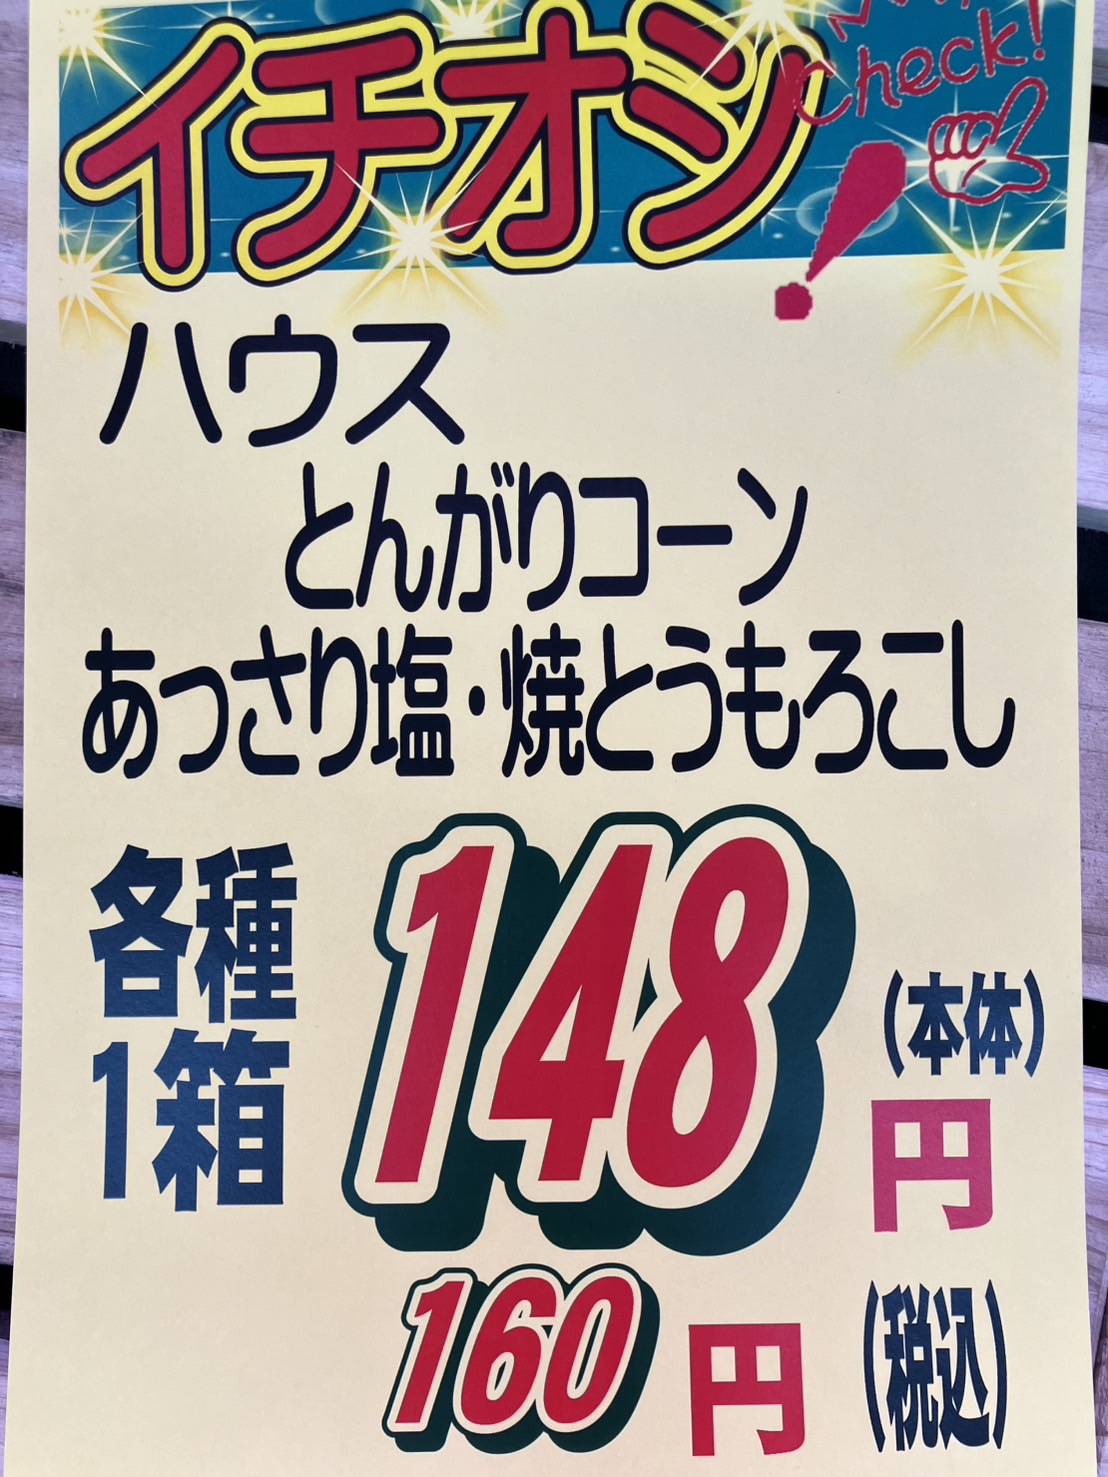 イチオシ!
Check!
ハウス
とんがりコーン
あっさり塩・焼とうもろこし
各種
1箱
148
(本体)
円
160円(税込)